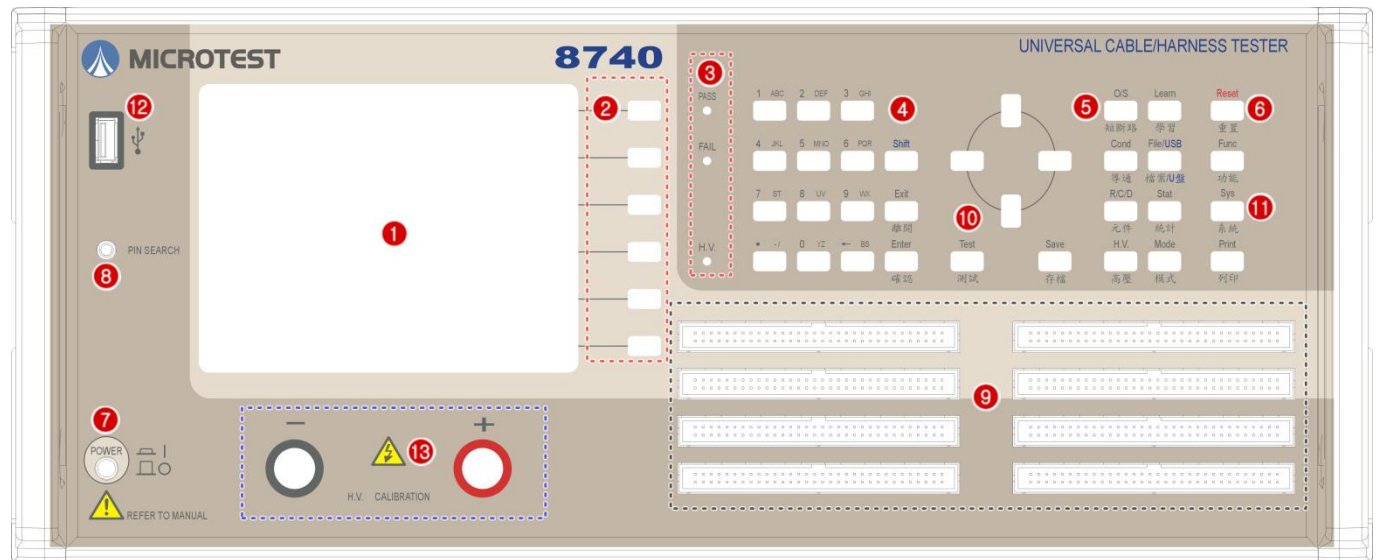 MICROTEST
8740
UNIVERSAL CABLE/HARNESS TESTER
12
2
3
PASS
FAIL
H.V.
1 ABC
2 DEF
3 GHI
4
4 JKL
5 MNO
6 PQR
Shift
7 ST
8 UV
9 WX
Exit
離開
• -/
0 YZ
← BS
Enter
確認
10
Test
測試
Save
存檔
5
O/S
短斷路
Learn
學習
Reset
重置
6
Cond
導通
File/USB
檔案/U盤
Func
功能
R/C/D
元件
Stat
統計
Sys
系統
11
H.V.
高壓
Mode
模式
Print
列印
1
PIN SEARCH
8
9
7
POWER
REFER TO MANUAL
− +
13
H.V. CALIBRATION